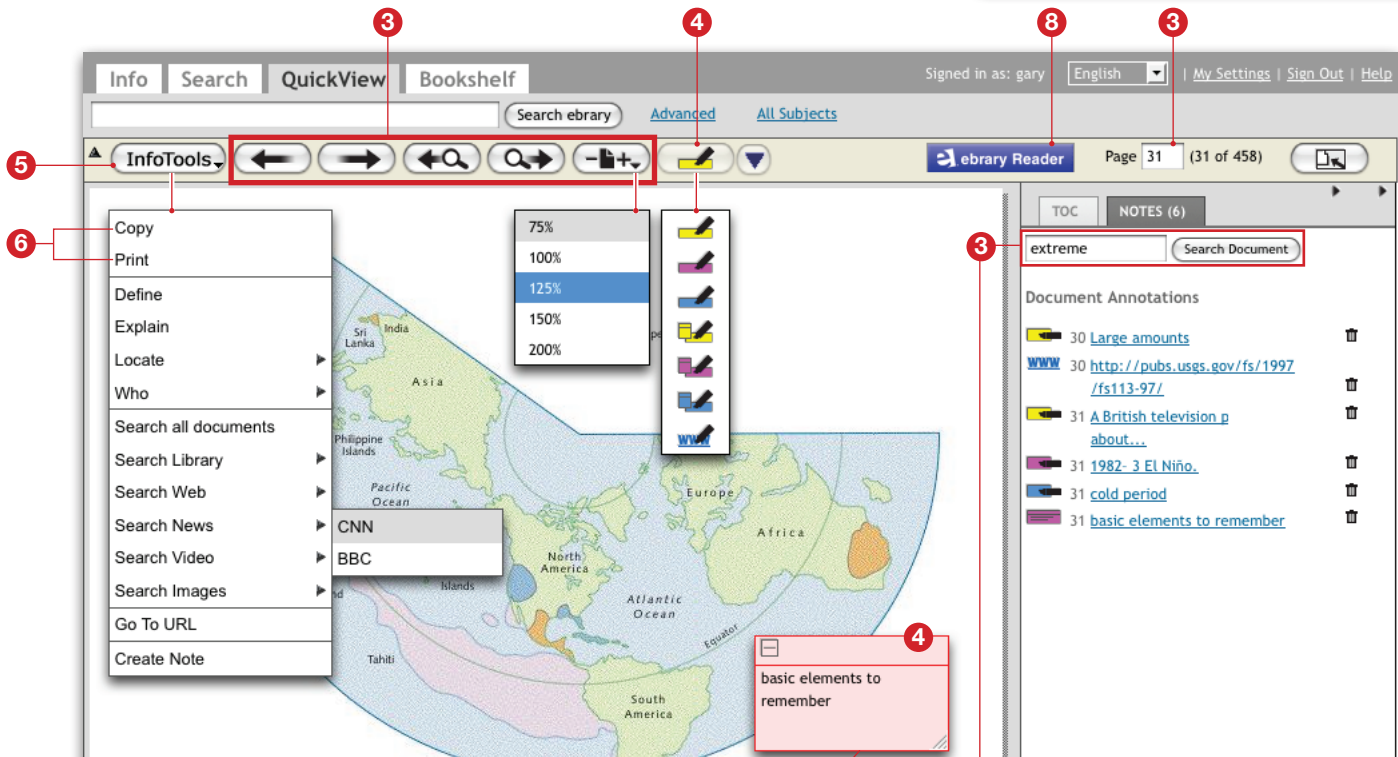 3
4
8
3
Info
Search
QuickView
Bookshelf
Signed in as: gary
English
| My Settings | Sign Out | Help
Search ebrary
Advanced
All Subjects
3
4
5
InfoTools
-
+
ebrary Reader
Page 31 (31 of 458)
6
Copy
Print
Define
Explain
Locate
Who
Search all documents
Search Library
Search Web
Search News
Search Video
Search Images
Go To URL
Create Note
CNN
BBC
75%
100%
125%
150%
200%
www
TOC
NOTES (6)
3
extreme
Search Document
Document Annotations
30 Large amounts
www 30 http://pubs.usgs.gov/fs/1997
/fs113-97/
31 A British television p
about...
31 1982- 3 El Niño.
31 cold period
31 basic elements to remember
Sri
Lanka
India
Asia
Philippine
Islands
Pacific
Ocean
Islands
North
America
Europe
Africa
Atlantic
Ocean
Equator
Tahiti
South
America
4
basic elements to
remember